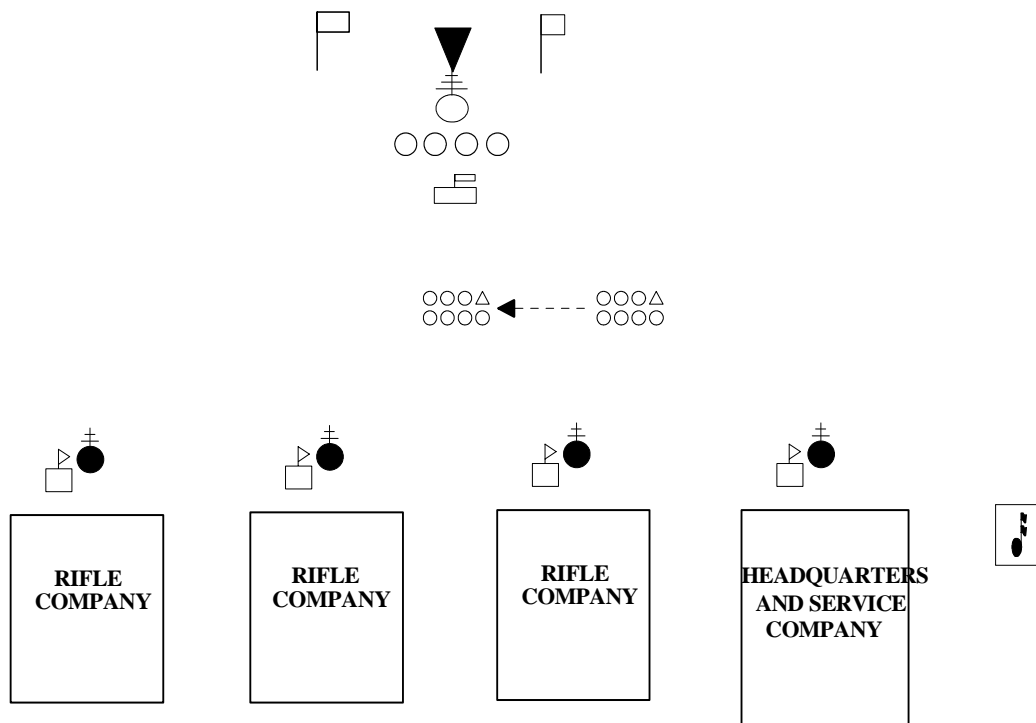 RIFLE
COMPANY
RIFLE
COMPANY
RIFLE
COMPANY
HEADQUARTERS
AND SERVICE
COMPANY